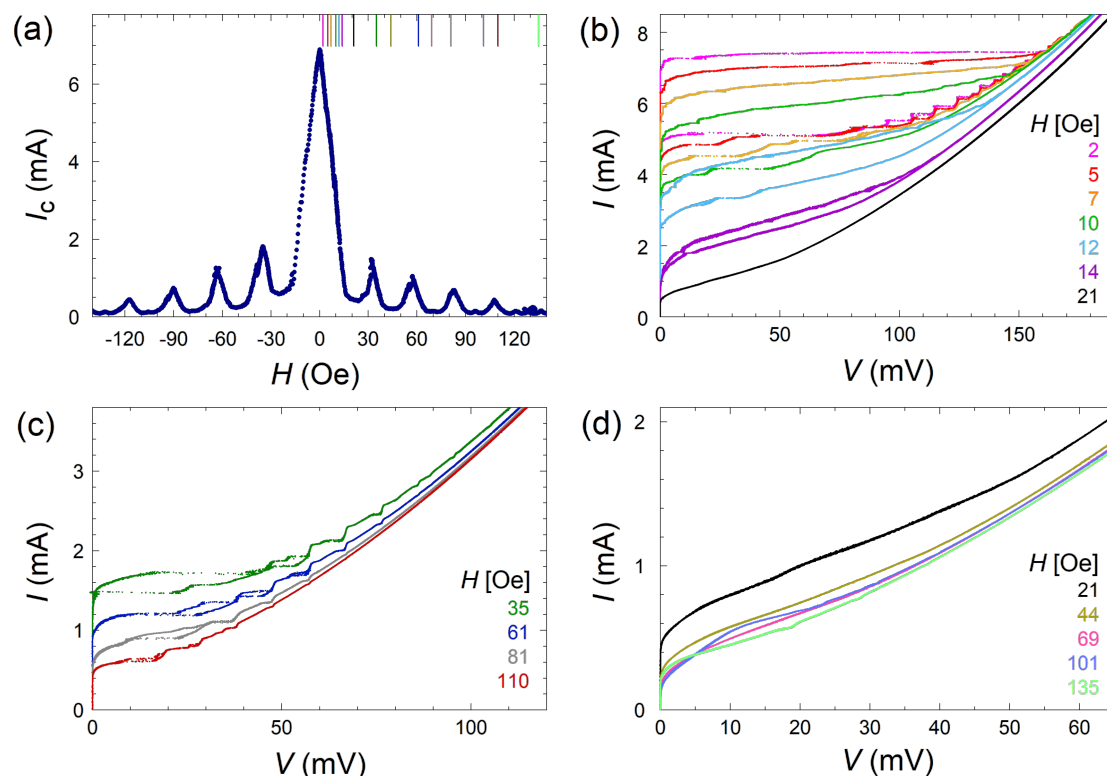 (a)
6
4
2
0
I_c (mA)
-120 -90 -60 -30 0 30 60 90 120
H (Oe)
(b)
8
6
4
2
0
I (mA)
0 50 100 150
V (mV)
H [Oe]
2
5
7
10
12
14
21
(c)
3
2
1
0
I (mA)
0 50 100
V (mV)
H [Oe]
35
61
81
110
(d)
2
1
0
I (mA)
0 10 20 30 40 50 60
V (mV)
H [Oe]
21
44
69
101
135